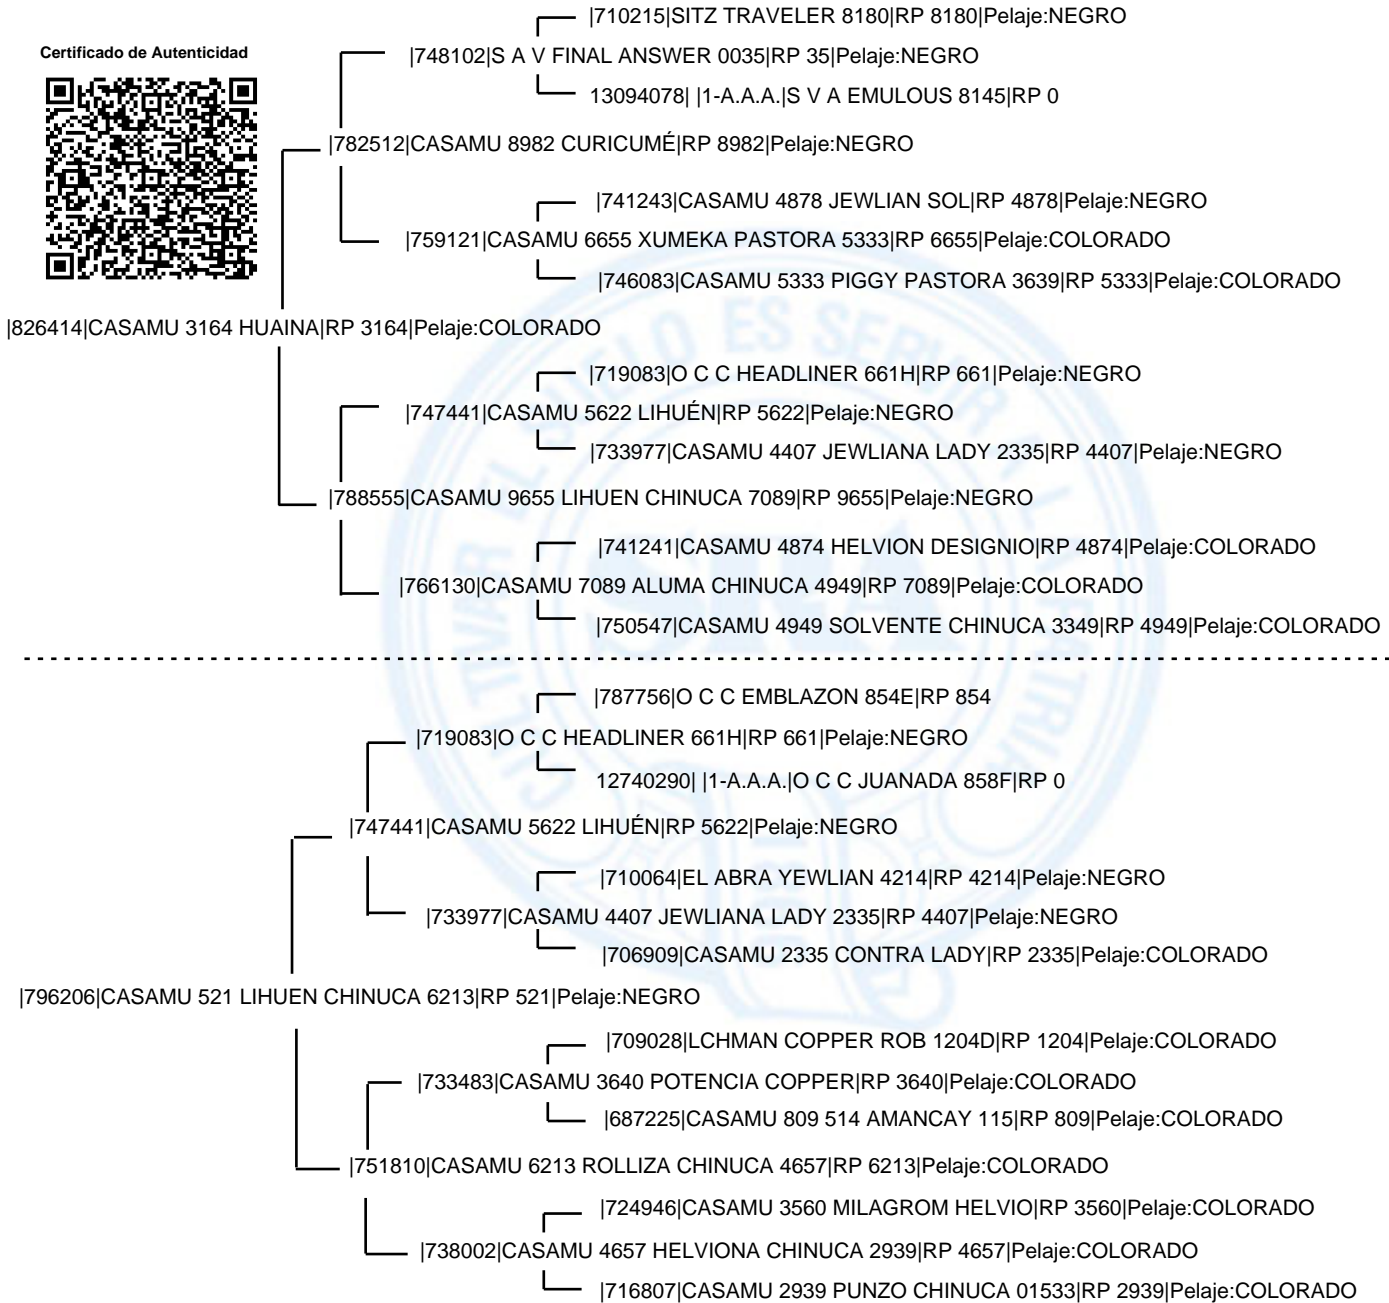 |710215|SITZ TRAVELER 8180|RP 8180|Pelaje:NEGRO
Certificado de Autenticidad
|748102|S A V FINAL ANSWER 0035|RP 35|Pelaje:NEGRO
13094078| |1-A.A.A.|S V A EMULOUS 8145|RP 0
|782512|CASAMU 8982 CURICUMÉ|RP 8982|Pelaje:NEGRO
|741243|CASAMU 4878 JEWLIAN SOL|RP 4878|Pelaje:NEGRO
|759121|CASAMU 6655 XUMEKA PASTORA 5333|RP 6655|Pelaje:COLORADO
|746083|CASAMU 5333 PIGGY PASTORA 3639|RP 5333|Pelaje:COLORADO
|826414|CASAMU 3164 HUAINA|RP 3164|Pelaje:COLORADO
|719083|O C C HEADLINER 661H|RP 661|Pelaje:NEGRO
|747441|CASAMU 5622 LIHUÉN|RP 5622|Pelaje:NEGRO
|733977|CASAMU 4407 JEWLIANA LADY 2335|RP 4407|Pelaje:NEGRO
|788555|CASAMU 9655 LIHUEN CHINUCA 7089|RP 9655|Pelaje:NEGRO
|741241|CASAMU 4874 HELVION DESIGNIO|RP 4874|Pelaje:COLORADO
|766130|CASAMU 7089 ALUMA CHINUCA 4949|RP 7089|Pelaje:COLORADO
|750547|CASAMU 4949 SOLVENTE CHINUCA 3349|RP 4949|Pelaje:COLORADO
|787756|O C C EMBLAZON 854E|RP 854
|719083|O C C HEADLINER 661H|RP 661|Pelaje:NEGRO
12740290| |1-A.A.A.|O C C JUANADA 858F|RP 0
|747441|CASAMU 5622 LIHUÉN|RP 5622|Pelaje:NEGRO
|710064|EL ABRA YEWLIAN 4214|RP 4214|Pelaje:NEGRO
|733977|CASAMU 4407 JEWLIANA LADY 2335|RP 4407|Pelaje:NEGRO
|706909|CASAMU 2335 CONTRA LADY|RP 2335|Pelaje:COLORADO
|796206|CASAMU 521 LIHUEN CHINUCA 6213|RP 521|Pelaje:NEGRO
|709028|LCHMAN COPPER ROB 1204D|RP 1204|Pelaje:COLORADO
|733483|CASAMU 3640 POTENCIA COPPER|RP 3640|Pelaje:COLORADO
|687225|CASAMU 809 514 AMANCAY 115|RP 809|Pelaje:COLORADO
|751810|CASAMU 6213 ROLLIZA CHINUCA 4657|RP 6213|Pelaje:COLORADO
|724946|CASAMU 3560 MILAGROM HELVIO|RP 3560|Pelaje:COLORADO
|738002|CASAMU 4657 HELVIONA CHINUCA 2939|RP 4657|Pelaje:COLORADO
|716807|CASAMU 2939 PUNZO CHINUCA 01533|RP 2939|Pelaje:COLORADO
CULTIVAR EL SUELO ES SERVIR A LA PATRIA
SRA
1866